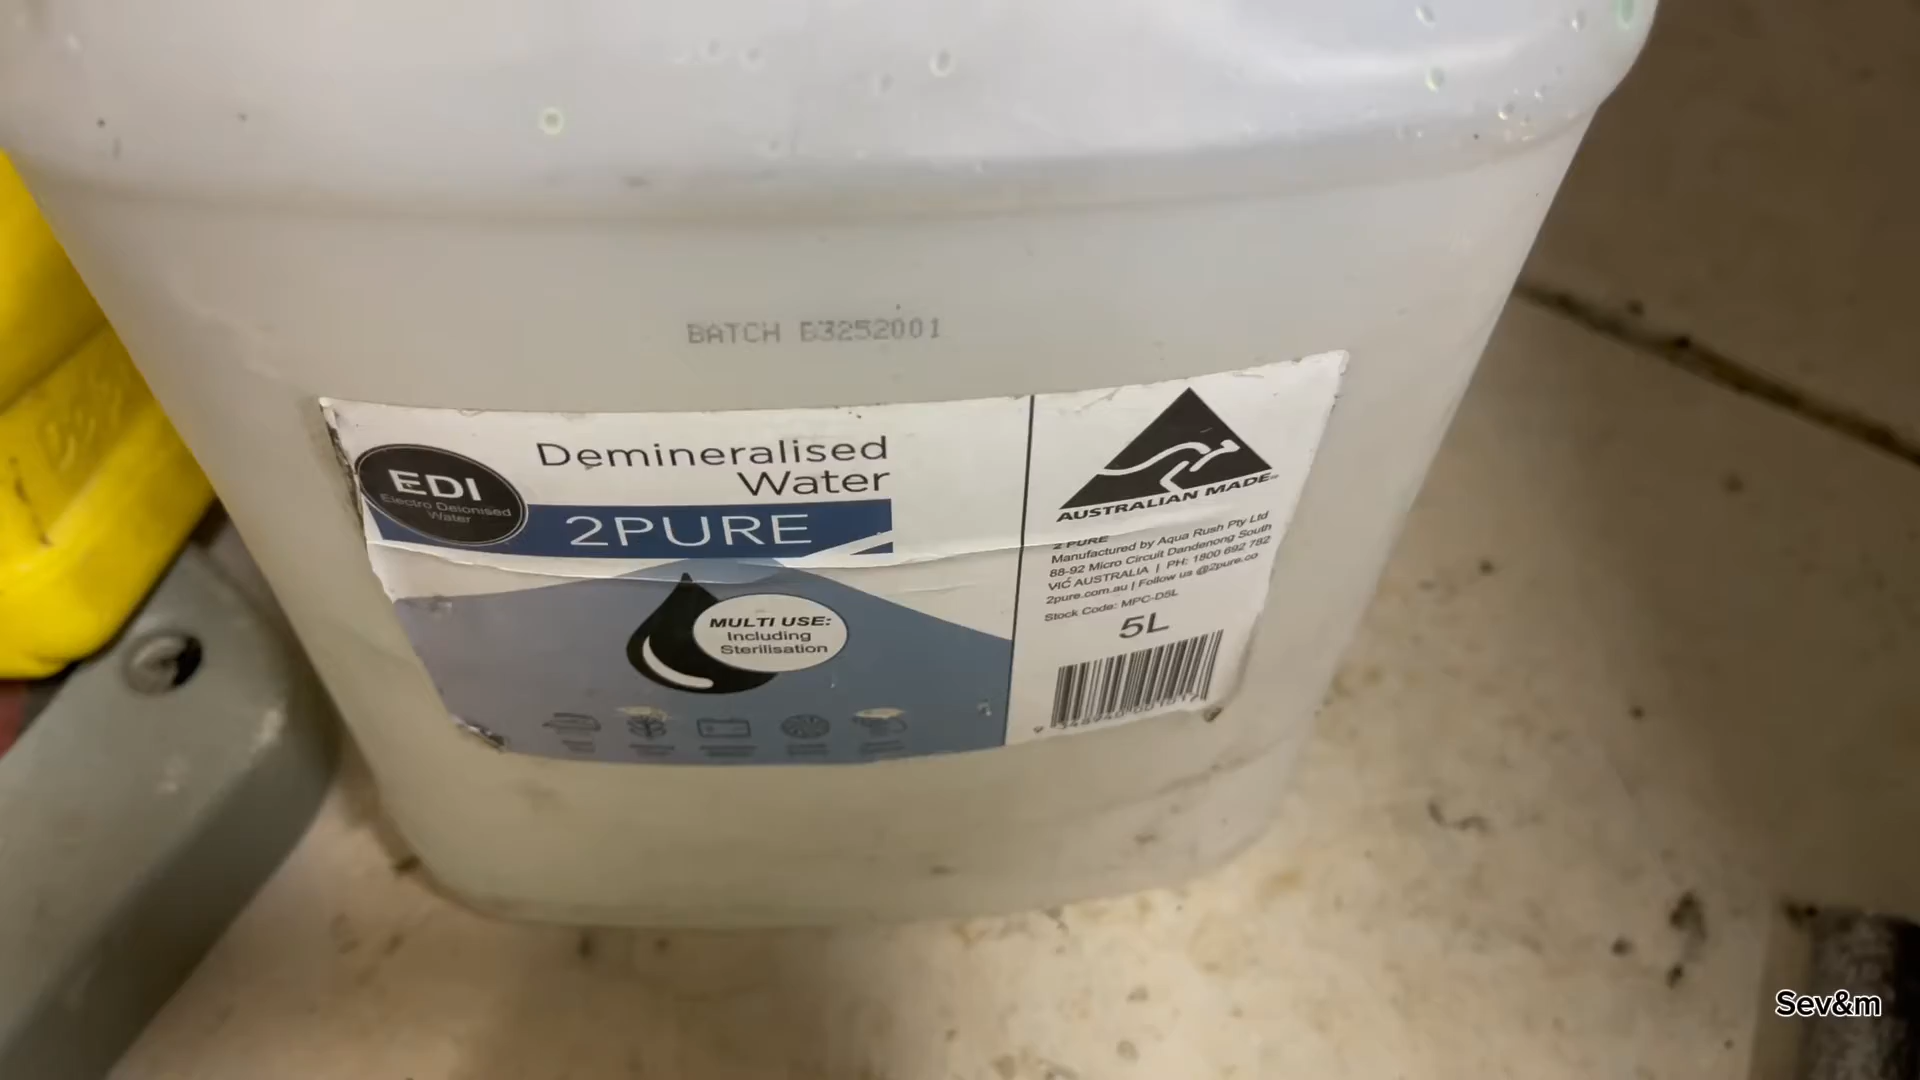 BATCH B3252001
EDI
Electro Deionised
Water
Demineralised
Water
2PURE
MULTI USE:
Including
Sterilisation
AUSTRALIAN MADE
2 PURE
Manufactured by Aqua Rush Pty Ltd
88-92 Micro Circuit Dandenong South
VIC AUSTRALIA | PH: 1800 692 782
2pure.com.au | Follow us @2pure.co
Stock Code: MPC-D5L
5L
Sev&m